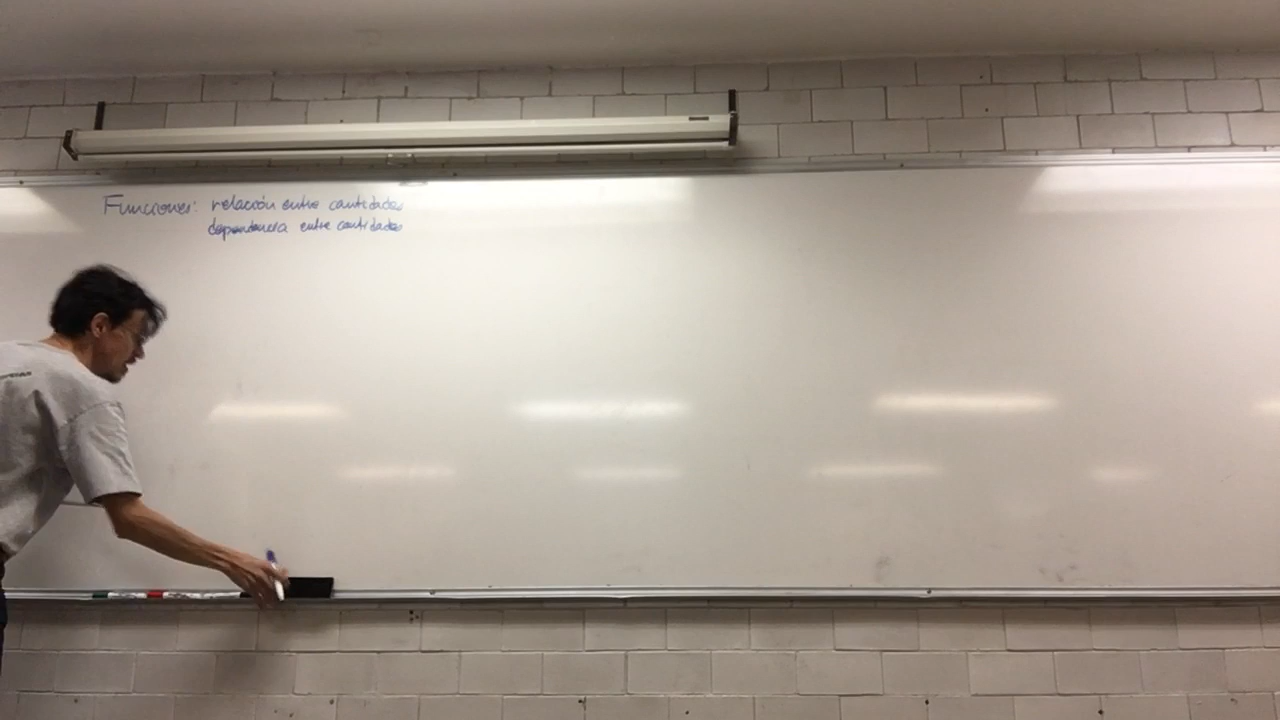 Funciones: relación entre cantidades
dependencia entre cantidades